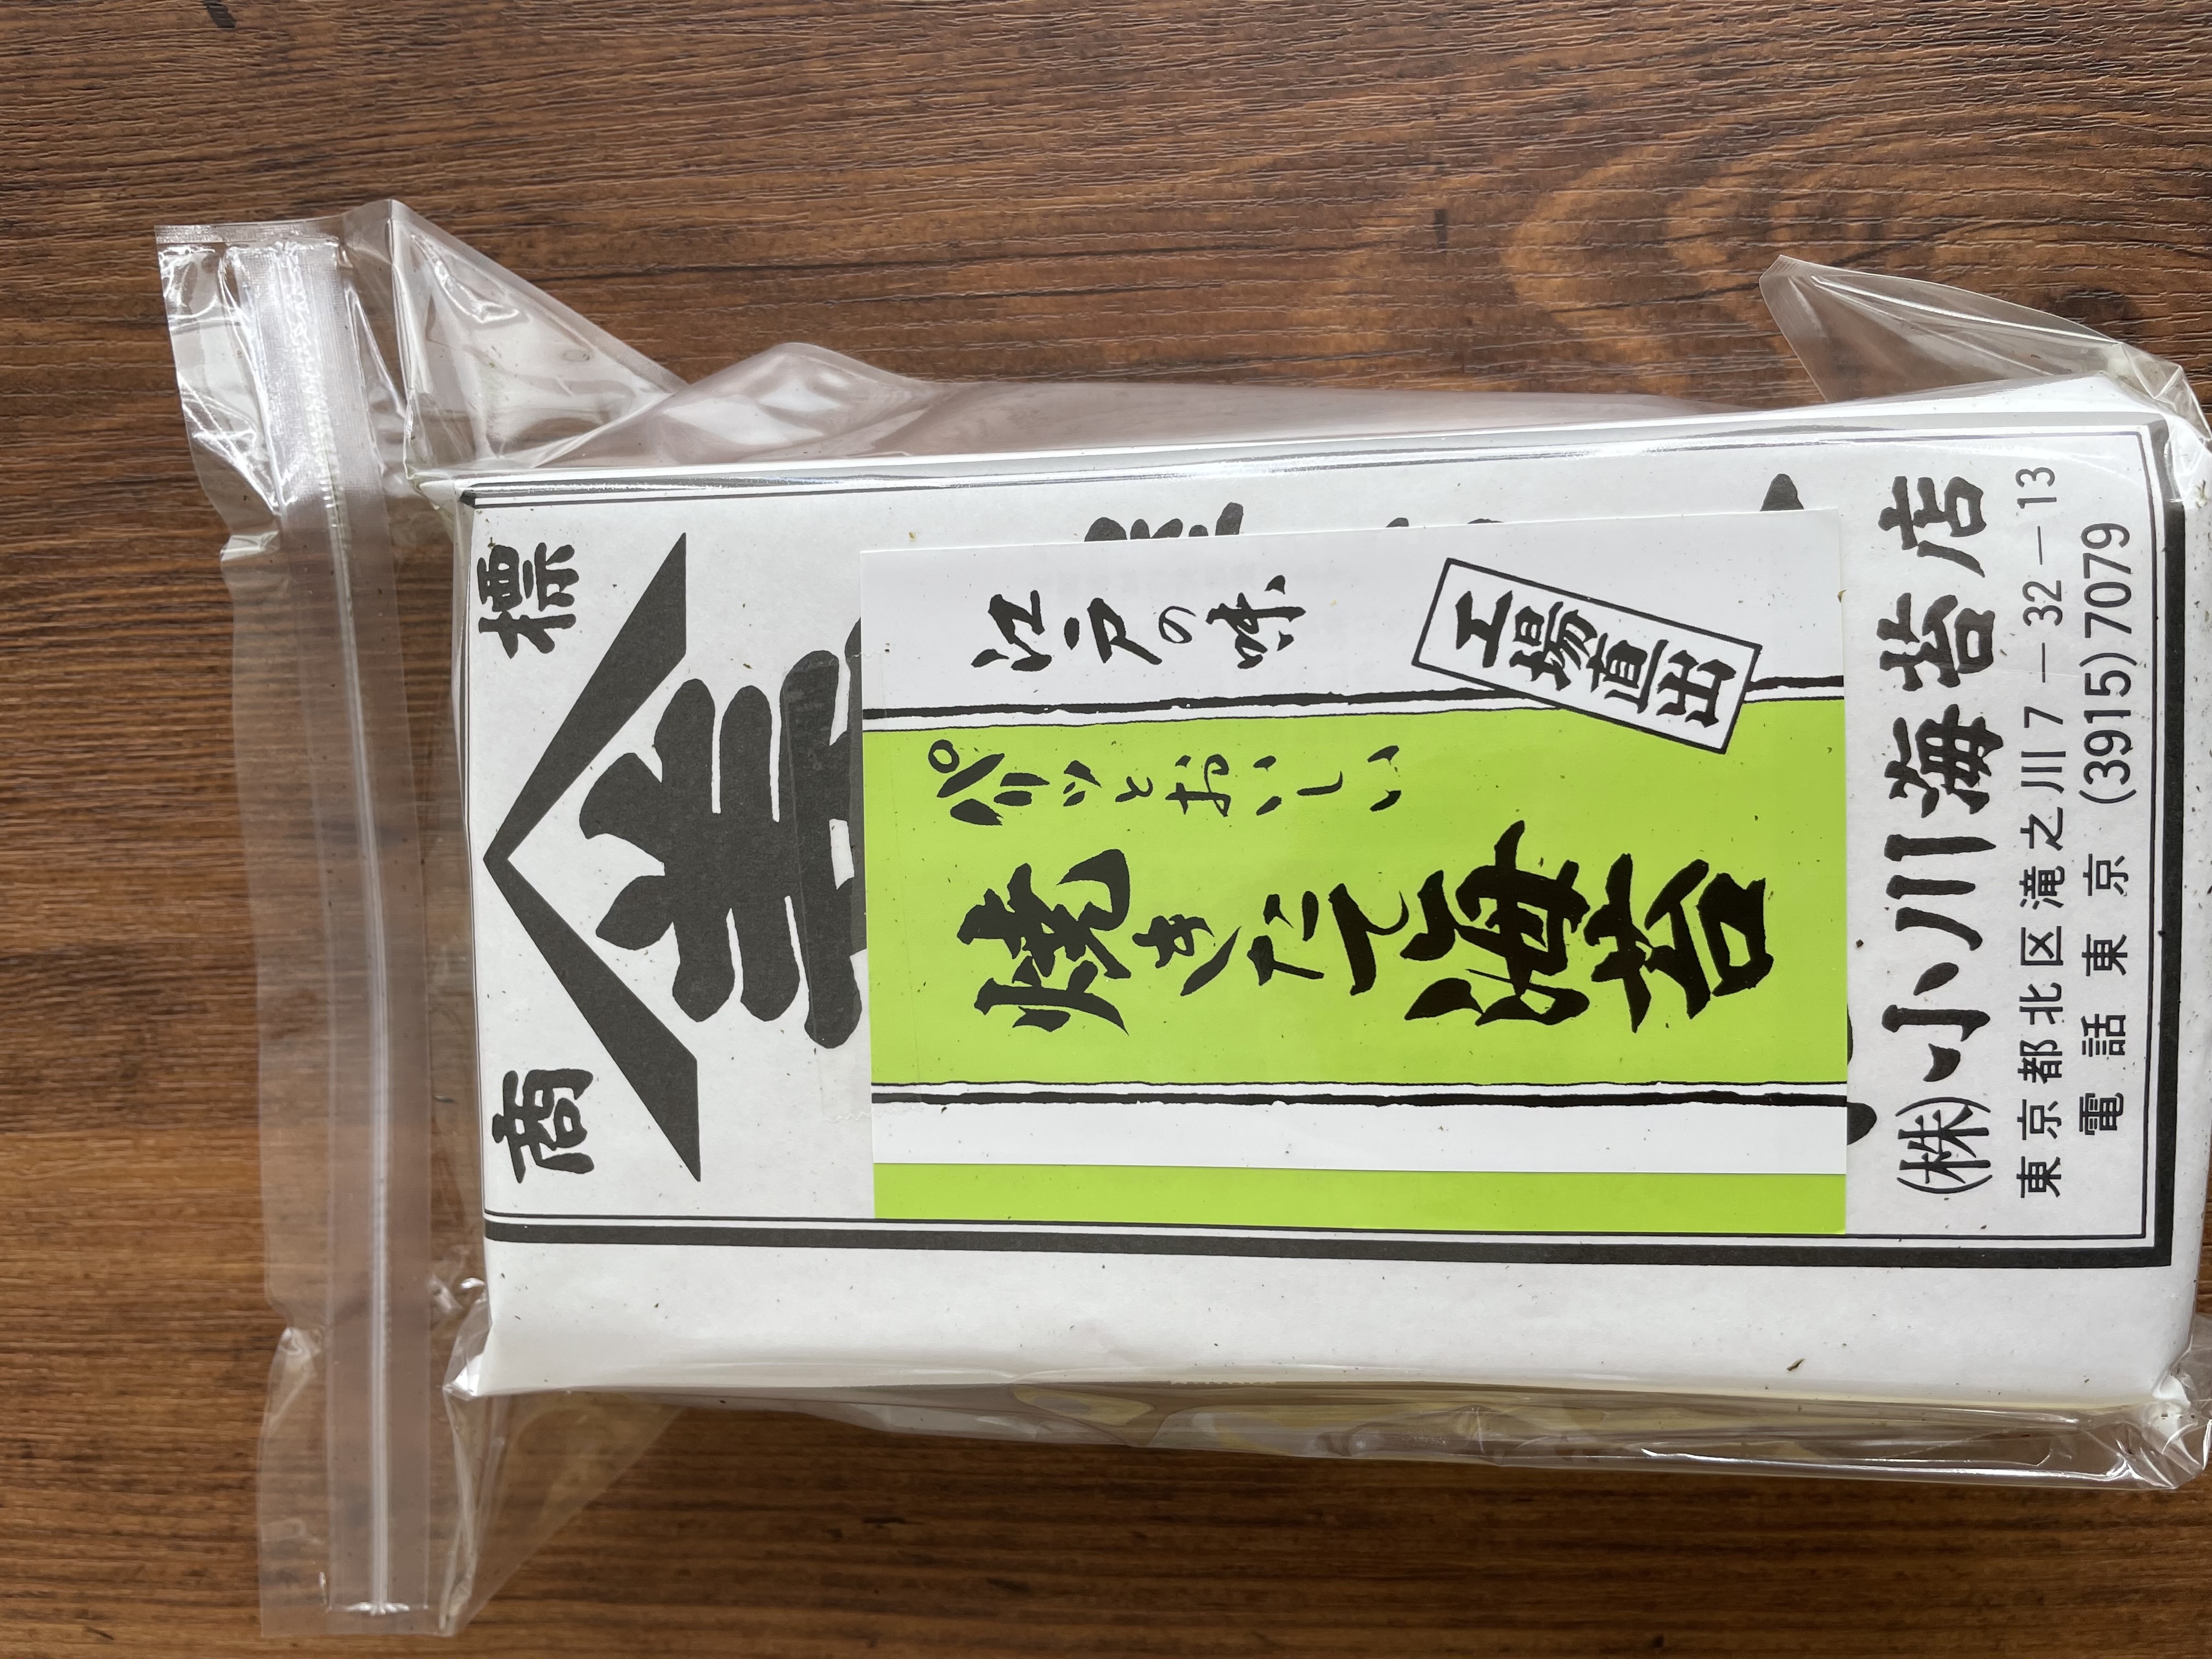 商標
江戸の味
工場直出
パリッとおいしい
焼きたて海苔
(株)小川海苔店
東京都北区滝之川7-32-13
電話東京(3915)7079